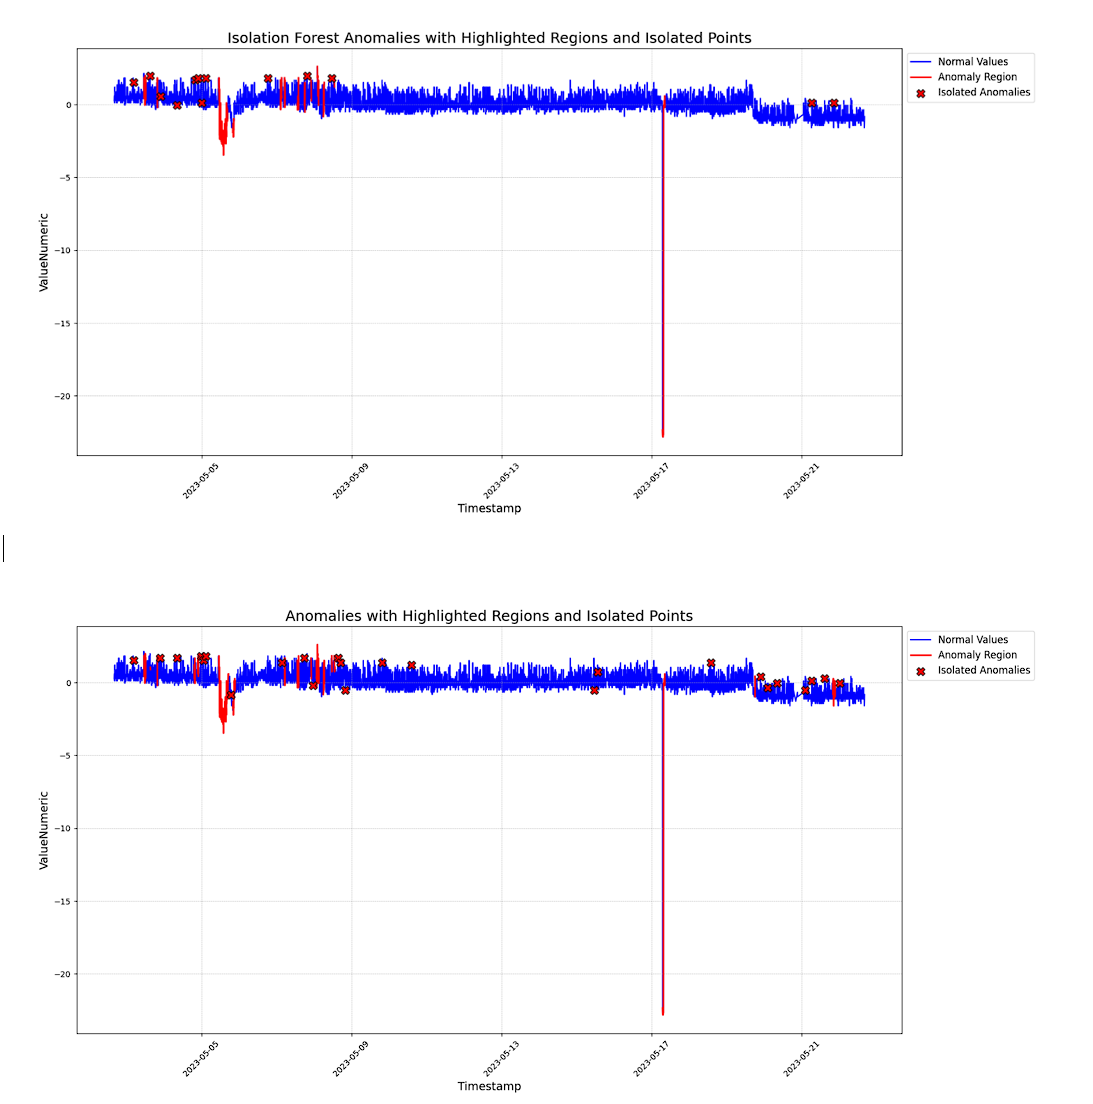 Isolation Forest Anomalies with Highlighted Regions and Isolated Points
Normal Values
Anomaly Region
Isolated Anomalies
0
−5
−10
−15
−20
ValueNumeric
2023-05-05
2023-05-09
2023-05-13
2023-05-17
2023-05-21
Timestamp
Anomalies with Highlighted Regions and Isolated Points
Normal Values
Anomaly Region
Isolated Anomalies
0
−5
−10
−15
−20
ValueNumeric
2023-05-05
2023-05-09
2023-05-13
2023-05-17
2023-05-21
Timestamp